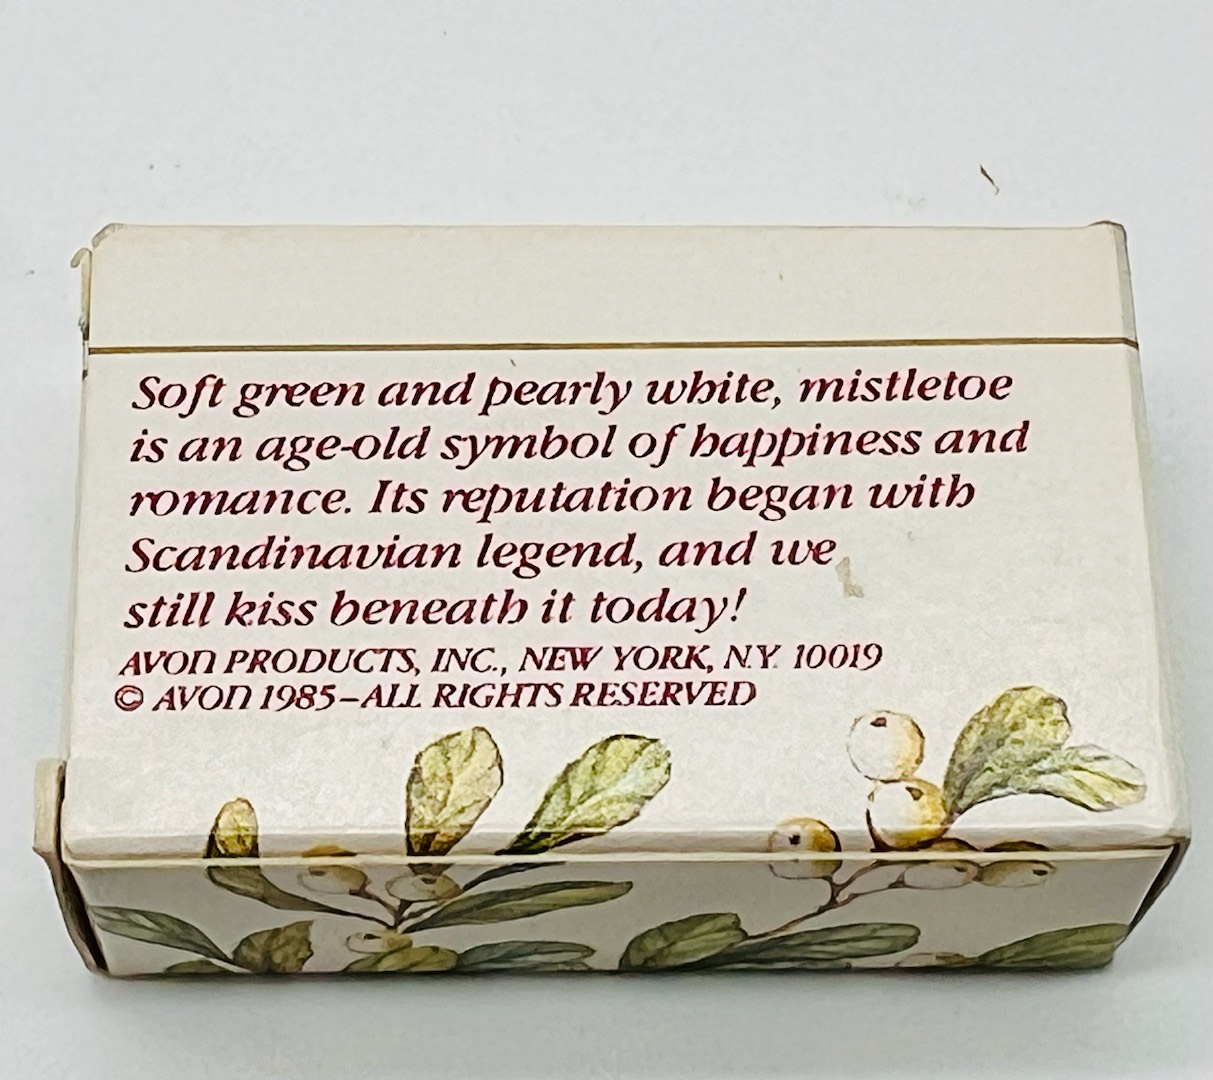 Soft green and pearly white, mistletoe
is an age-old symbol of happiness and
romance. Its reputation began with
Scandinavian legend, and we
still kiss beneath it today!
AVON PRODUCTS, INC., NEW YORK, N.Y. 10019
© AVON 1985–ALL RIGHTS RESERVED